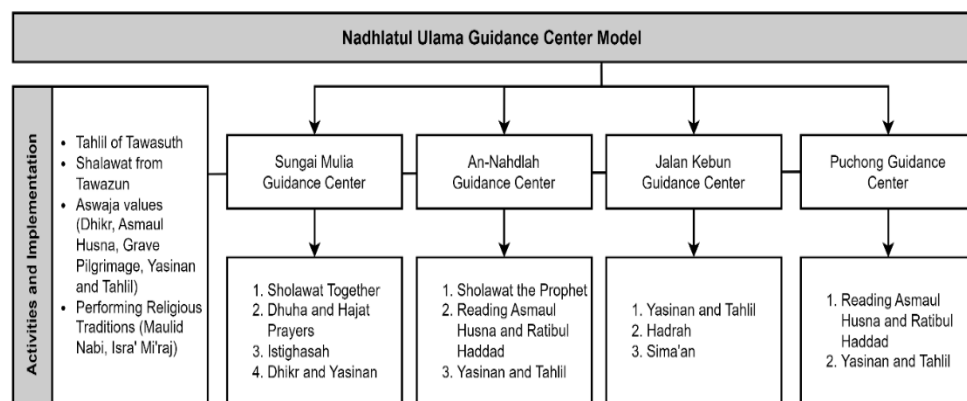 Nadhlatul Ulama Guidance Center Model
Activities and Implementation
• Tahlil of Tawasuth
• Shalawat from
Tawazun
• Aswaja values
(Dhikr, Asmaul
Husna, Grave
Pilgrimage, Yasinan
and Tahlil)
• Performing Religious
Traditions (Maulid
Nabi, Isra' Mi'raj)
Sungai Mulia
Guidance Center
An-Nahdlah
Guidance Center
Jalan Kebun
Guidance Center
Puchong Guidance
Center
1. Sholawat Together
2. Dhuha and Hajat
Prayers
3. Istighasah
4. Dhikr and Yasinan
1. Sholawat the Prophet
2. Reading Asmaul
Husna and Ratibul
Haddad
3. Yasinan and Tahlil
1. Yasinan and Tahlil
2. Hadrah
3. Sima'an
1. Reading Asmaul
Husna and Ratibul
Haddad
2. Yasinan and Tahlil